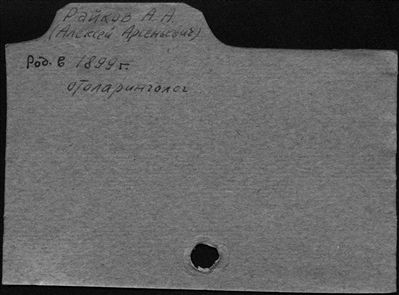 Райков А. А.
(Алексей Арсеньевич)
Род. в 1899 г.
отоларинголог